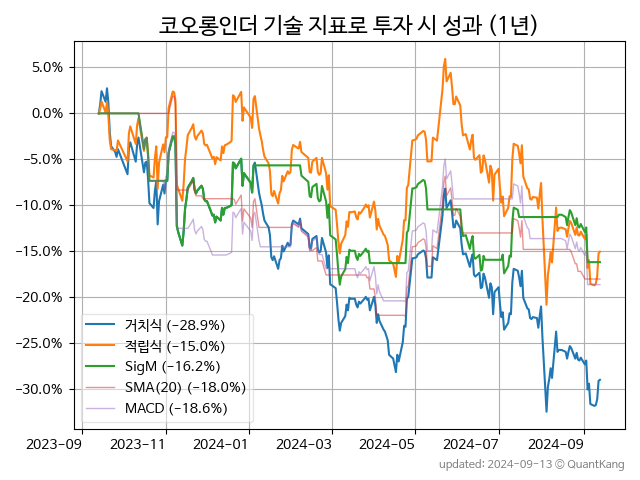 코오롱인더 기술 지표로 투자 시 성과 (1년)
5.0%
0.0%
−5.0%
−10.0%
−15.0%
−20.0%
−25.0%
−30.0%
거치식 (−28.9%)
적립식 (−15.0%)
SigM (−16.2%)
SMA(20) (−18.0%)
MACD (−18.6%)
2023−09 2023−11 2024−01 2024−03 2024−05 2024−07 2024−09
updated: 2024−09−13 ⓒ QuantKang